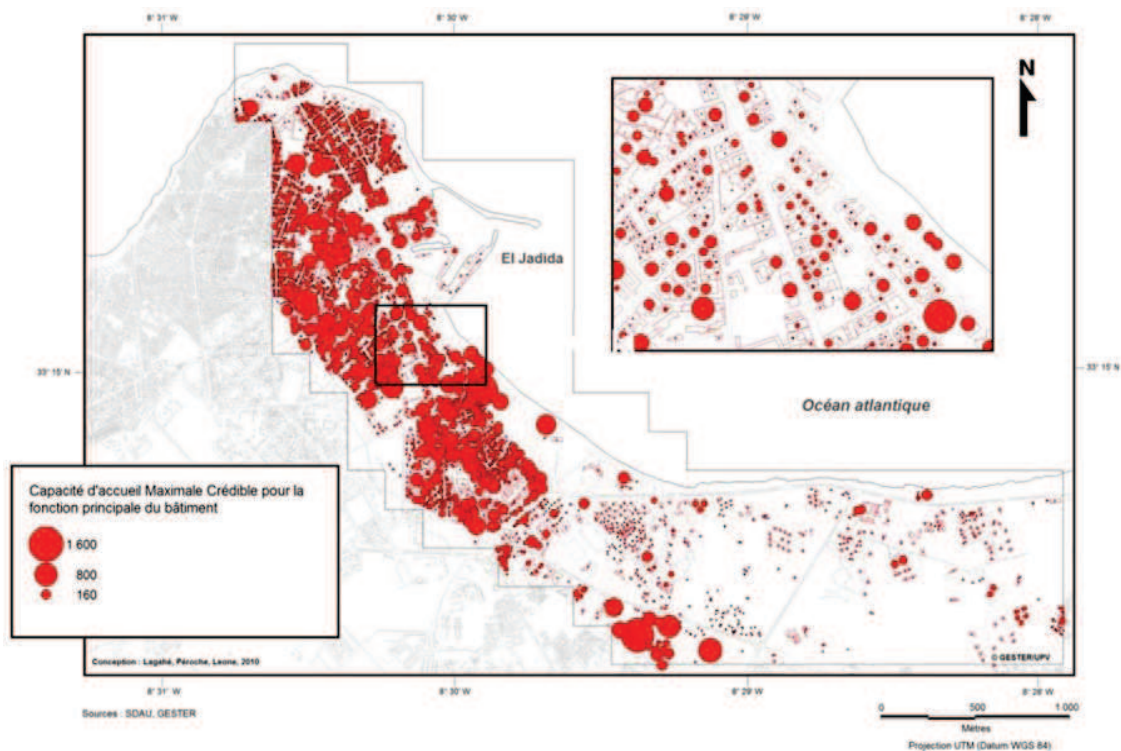 8° 31' W
8° 30' W
8° 29' W
8° 28' W
N
El Jadida
33° 15' N
33° 15' N
Océan atlantique
Capacité d'accueil Maximale Crédible pour la
fonction principale du bâtiment
1 600
800
160
Conception : Lagahé, Péroche, Leone, 2010
© GESTER/UPV
8° 31' W
8° 30' W
8° 29' W
8° 28' W
Sources : SDAU, GESTER
0 500 1 000
Mètres
Projection UTM (Datum WGS 84)